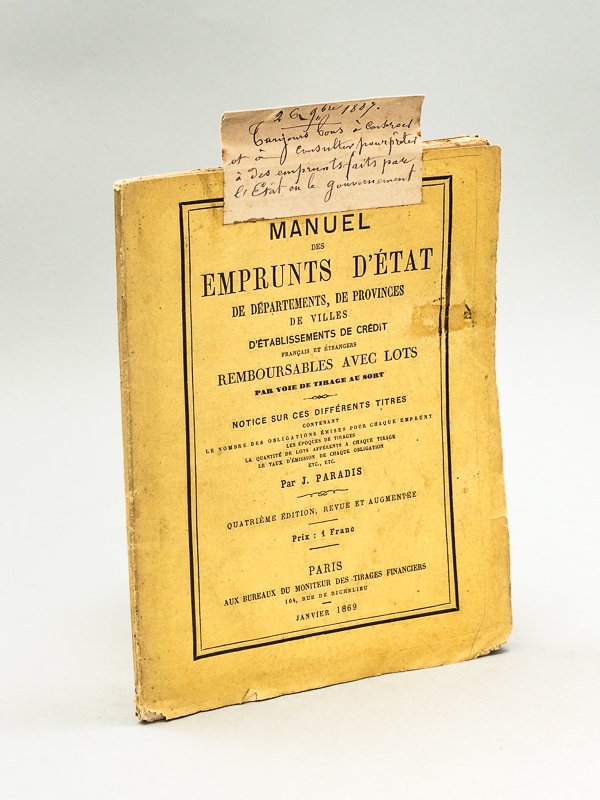 2 6 9bre 1887.
Toujours bons à conserver
et à consulter pour prêter
à des emprunts faits par
l'Etat ou le gouvernement
MANUEL
DES
EMPRUNTS D'ÉTAT
DE DÉPARTEMENTS, DE PROVINCES
DE VILLES
D'ÉTABLISSEMENTS DE CRÉDIT
FRANÇAIS ET ÉTRANGERS
REMBOURSABLES AVEC LOTS
PAR VOIE DE TIRAGE AU SORT
NOTICE SUR CES DIFFÉRENTS TITRES
CONTENANT
LE NOMBRE DES OBLIGATIONS ÉMISES POUR CHAQUE EMPRUNT
LES ÉPOQUES DE TIRAGES
LA QUANTITÉ DE LOTS AFFÉRENTS A CHAQUE TIRAGE
LE TAUX D'ÉMISSION DE CHAQUE OBLIGATION
ETC., ETC.
Par J. PARADIS
QUATRIÈME ÉDITION, REVUE ET AUGMENTÉE
Prix : 1 Franc
PARIS
AUX BUREAUX DU MONITEUR DES TIRAGES FINANCIERS
104, RUE DE RICHELIEU
JANVIER 1869